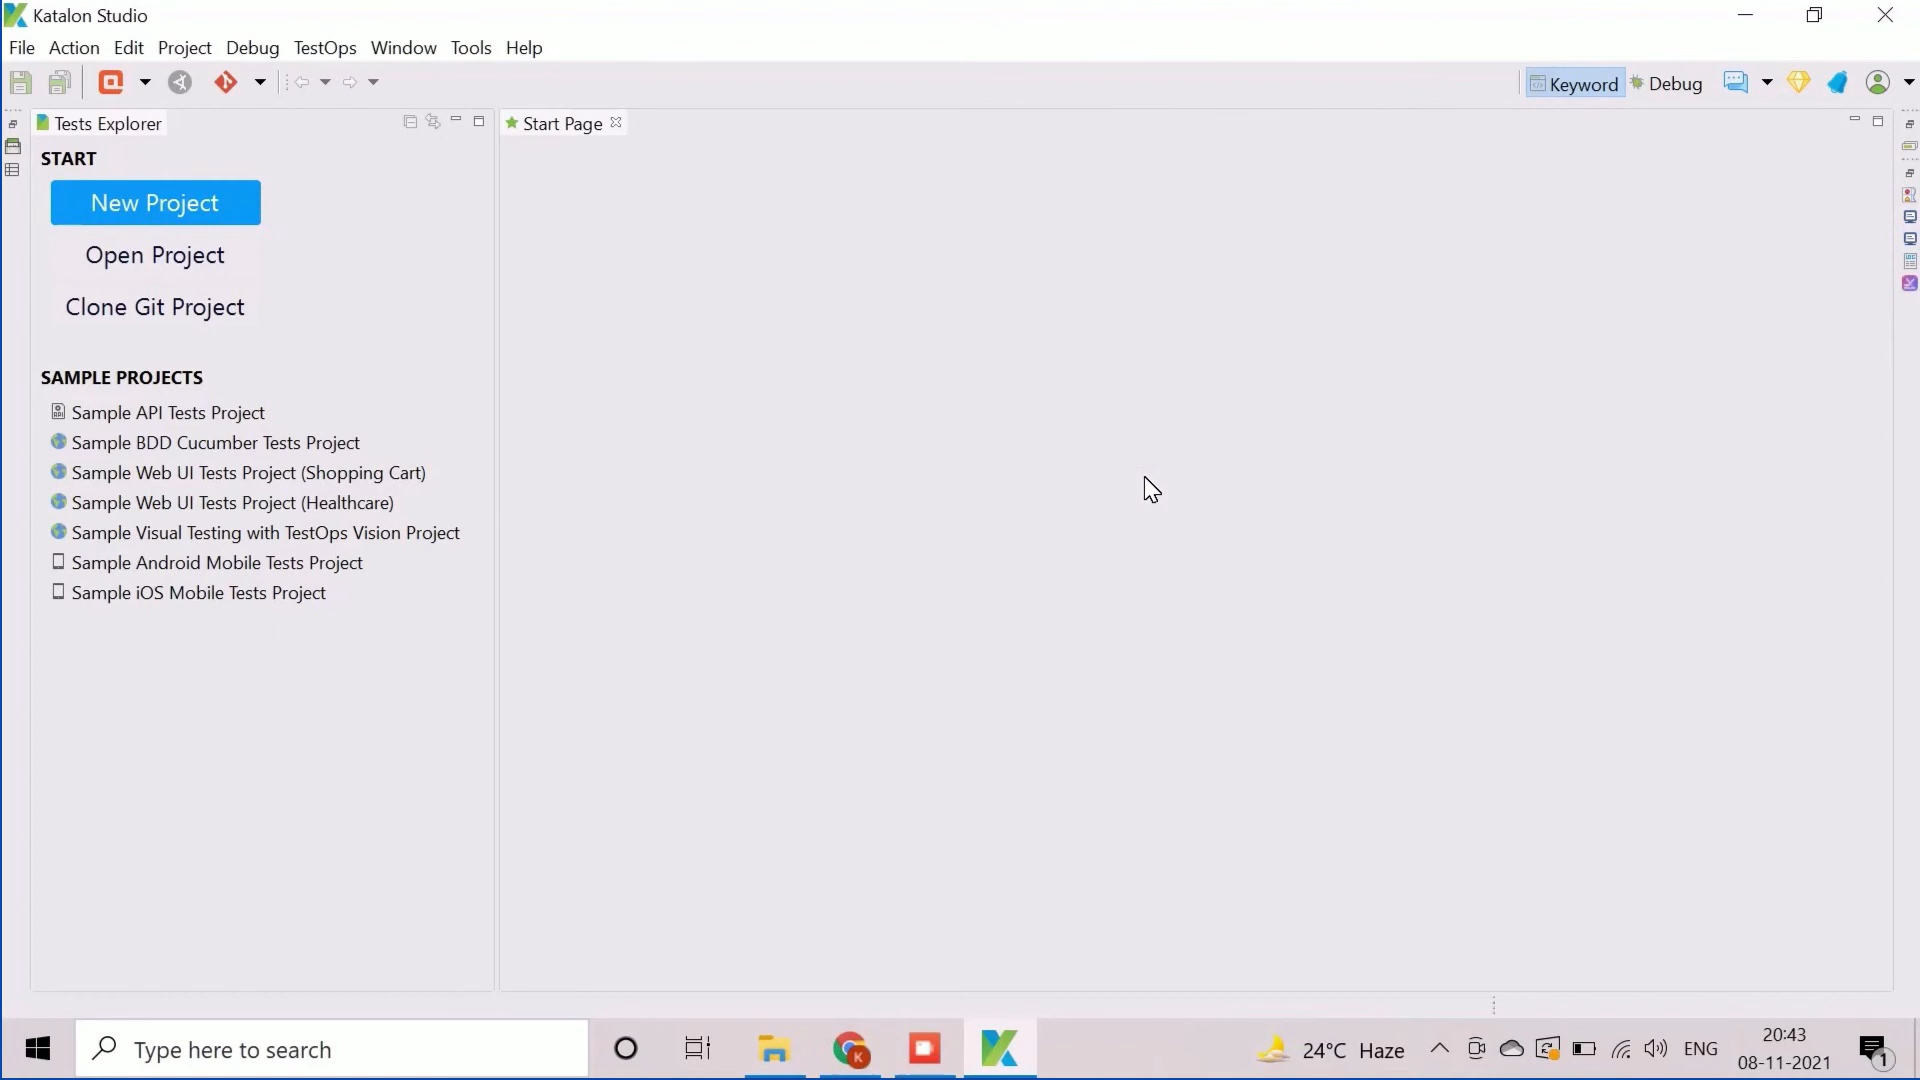 Katalon Studio
File Action Edit Project Debug TestOps Window Tools Help
Keyword Debug
Tests Explorer
Start Page
START
New Project
Open Project
Clone Git Project
SAMPLE PROJECTS
Sample API Tests Project
Sample BDD Cucumber Tests Project
Sample Web UI Tests Project (Shopping Cart)
Sample Web UI Tests Project (Healthcare)
Sample Visual Testing with TestOps Vision Project
Sample Android Mobile Tests Project
Sample iOS Mobile Tests Project
Type here to search
K
24°C Haze
ENG
20:43
08-11-2021
1